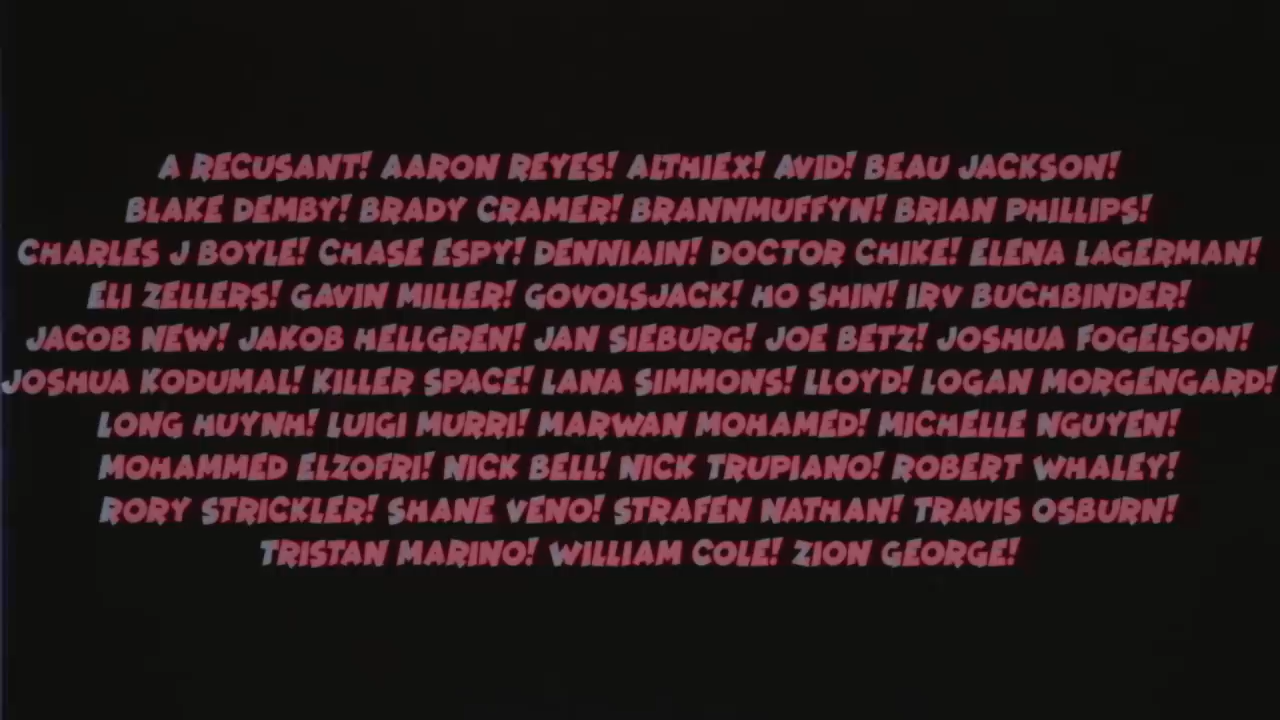 A RECUSANT! AARON REYES! ALTHIEX! AVID! BEAU JACKSON!
BLAKE DEMBY! BRADY CRAMER! BRANNMUFFYN! BRIAN PHILLIPS!
CHARLES J BOYLE! CHASE ESPY! DENNIAIN! DOCTOR CHIKE! ELENA LAGERMAN!
ELI ZELLERS! GAVIN MILLER! GOVOLSJACK! HO SHIN! IRV BUCHBINDER!
JACOB NEW! JAKOB HELLGREN! JAN SIEBURG! JOE BETZ! JOSHUA FOGELSON!
JOSHUA KODUMAL! KILLER SPACE! LANA SIMMONS! LLOYD! LOGAN MORGENGARD!
LONG HUYNH! LUIGI MURRI! MARWAN MOHAMED! MICHELLE NGUYEN!
MOHAMMED ELZOFRI! NICK BELL! NICK TRUPIANO! ROBERT WHALEY!
RORY STRICKLER! SHANE VENO! STRAFEN NATHAN! TRAVIS OSBURN!
TRISTAN MARINO! WILLIAM COLE! ZION GEORGE!